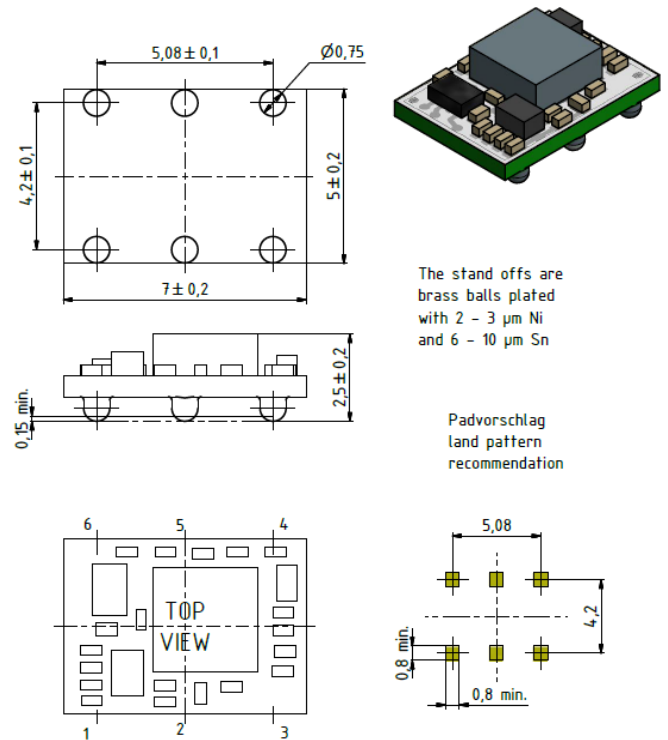 5,08± 0,1
Ø0,75
4,2± 0,1
5± 0,2
7± 0,2
The stand offs are
brass balls plated
with 2 - 3 µm Ni
and 6 - 10 µm Sn
2,5± 0,2
0,15 min.
Padvorschlag
land pattern
recommendation
6
5
4
TOP
VIEW
1
2
3
5,08
4,2
0,8 min.
0,8 min.